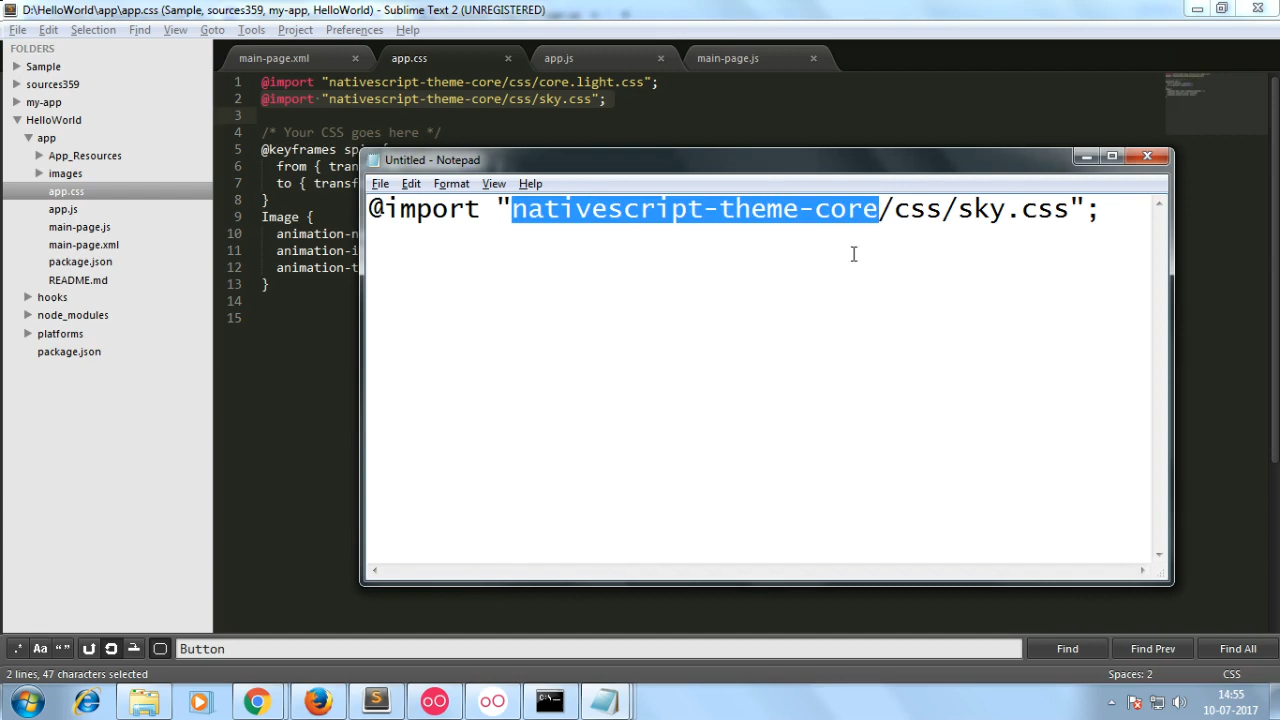 D:\HelloWorld\app\app.css (Sample, sources359, my-app, HelloWorld) - Sublime Text 2 (UNREGISTERED)
File Edit Selection Find View Goto Tools Project Preferences Help
FOLDERS
Sample
sources359
my-app
HelloWorld
app
App_Resources
images
app.css
app.js
main-page.js
main-page.xml
package.json
README.md
hooks
node_modules
platforms
package.json
main-page.xml app.css app.js main-page.js
1 @import "nativescript-theme-core/css/core.light.css";
2 @import "nativescript-theme-core/css/sky.css";
3
4 /* Your CSS goes here */
5 @keyframes
6 from {
7 to {
8 }
9 Image {
10 animation-n
11 animation-i
12 animation-t
13 }
14
15
Untitled - Notepad
File Edit Format View Help
@import "nativescript-theme-core/css/sky.css";
.* Aa “” Button Find Find Prev Find All
2 lines, 47 characters selected Spaces: 2 CSS
14:55
10-07-2017